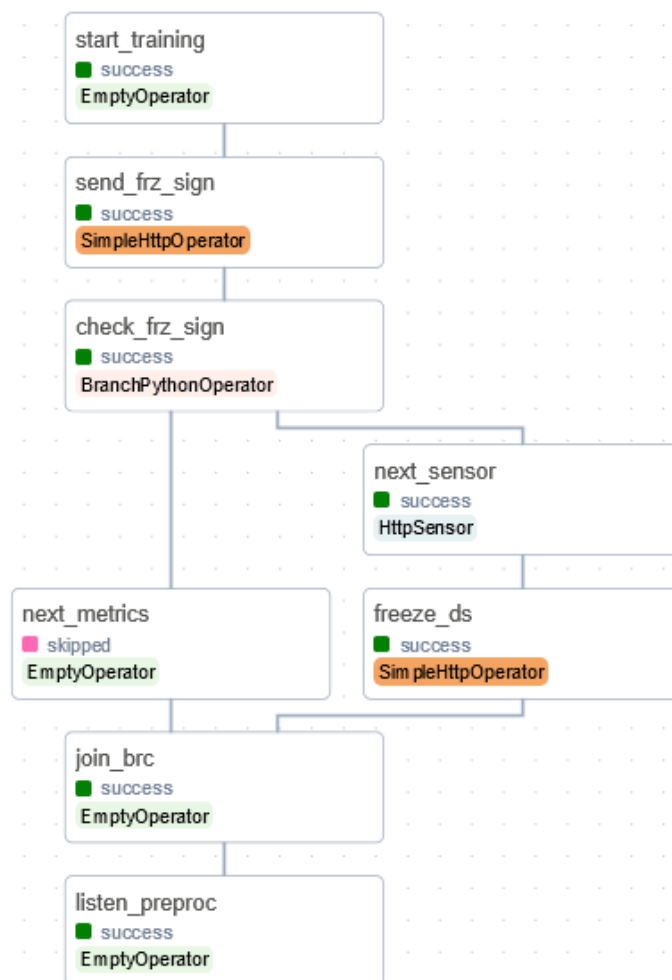 start_training
success
EmptyOperator
send_frz_sign
success
SimpleHttpOperator
check_frz_sign
success
BranchPythonOperator
next_sensor
success
HttpSensor
next_metrics
skipped
EmptyOperator
freeze_ds
success
SimpleHttpOperator
join_brc
success
EmptyOperator
listen_preproc
success
EmptyOperator